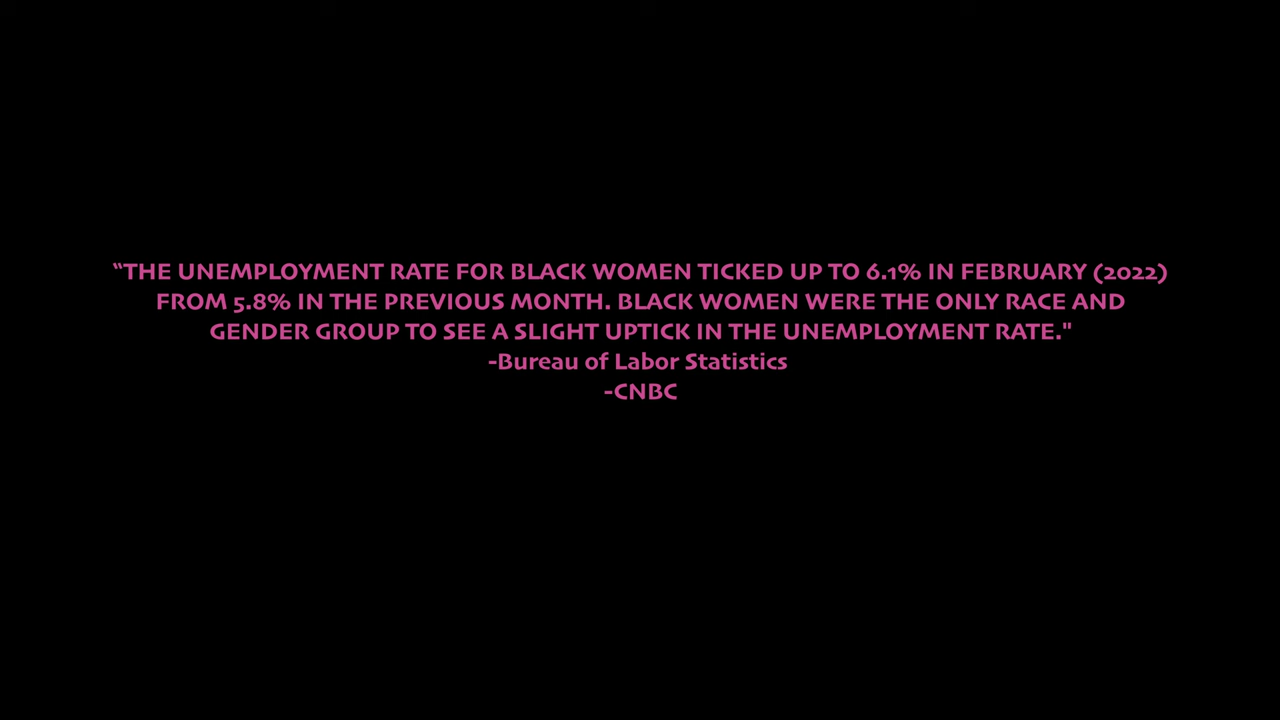 “THE UNEMPLOYMENT RATE FOR BLACK WOMEN TICKED UP TO 6.1% IN FEBRUARY (2022)
FROM 5.8% IN THE PREVIOUS MONTH. BLACK WOMEN WERE THE ONLY RACE AND
GENDER GROUP TO SEE A SLIGHT UPTICK IN THE UNEMPLOYMENT RATE."
-Bureau of Labor Statistics
-CNBC